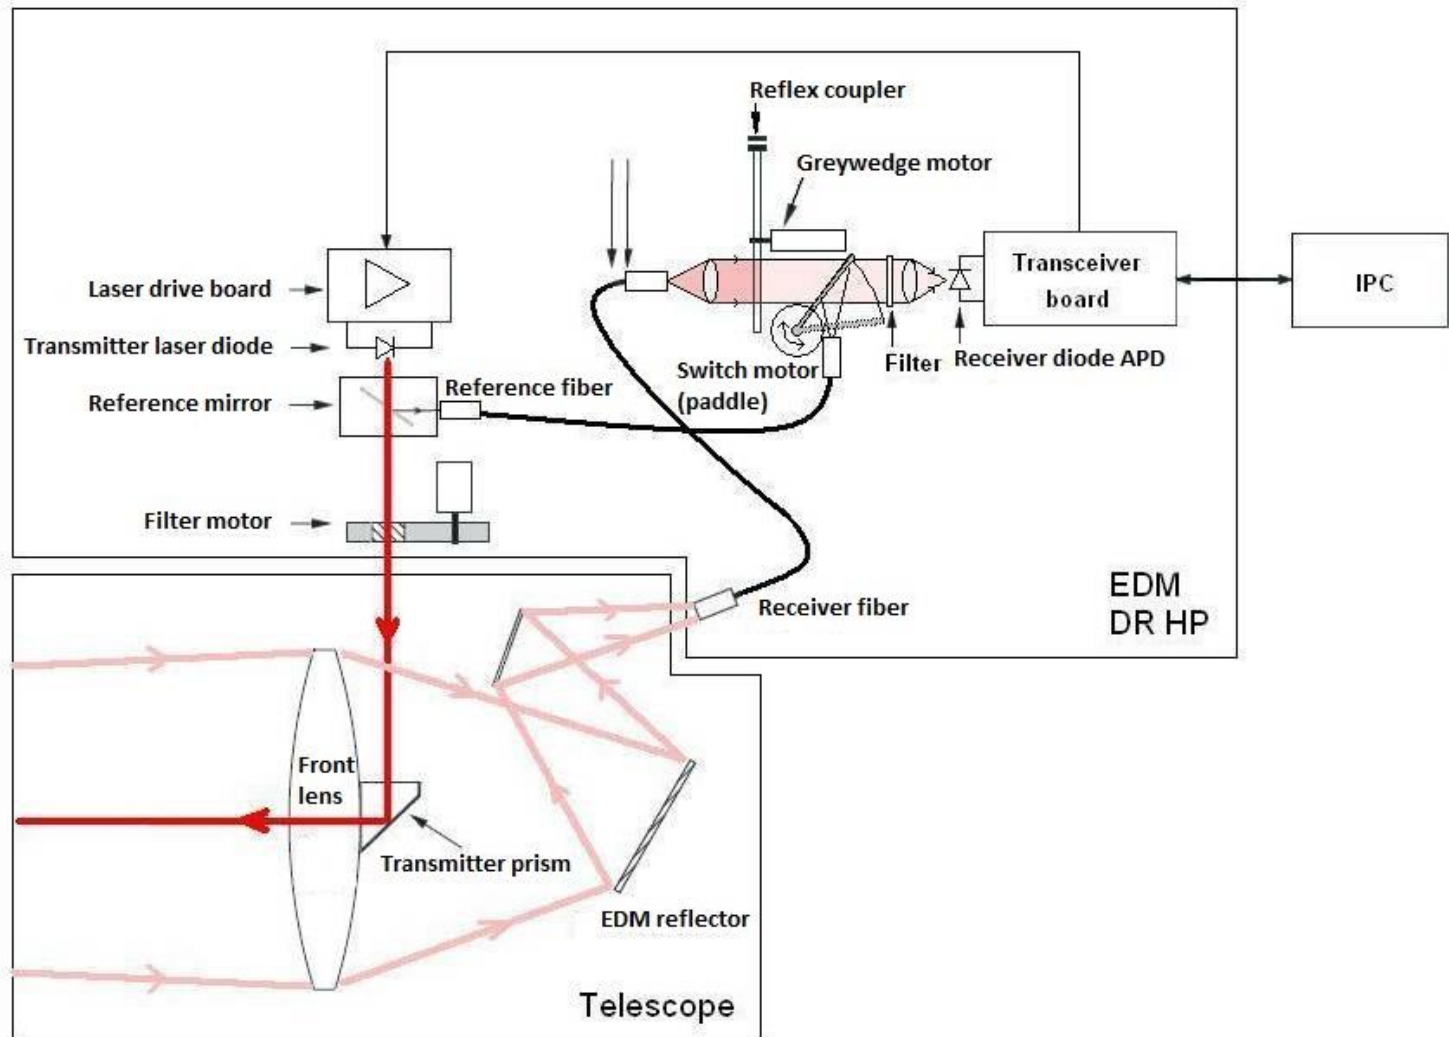 Reflex coupler
Greywedge motor
Laser drive board
Transceiver
board
IPC
Transmitter laser diode
Switch motor
(paddle)
Filter
Receiver diode APD
Reference mirror
Reference fiber
Filter motor
Receiver fiber
EDM
DR HP
Front
lens
Transmitter prism
EDM reflector
Telescope